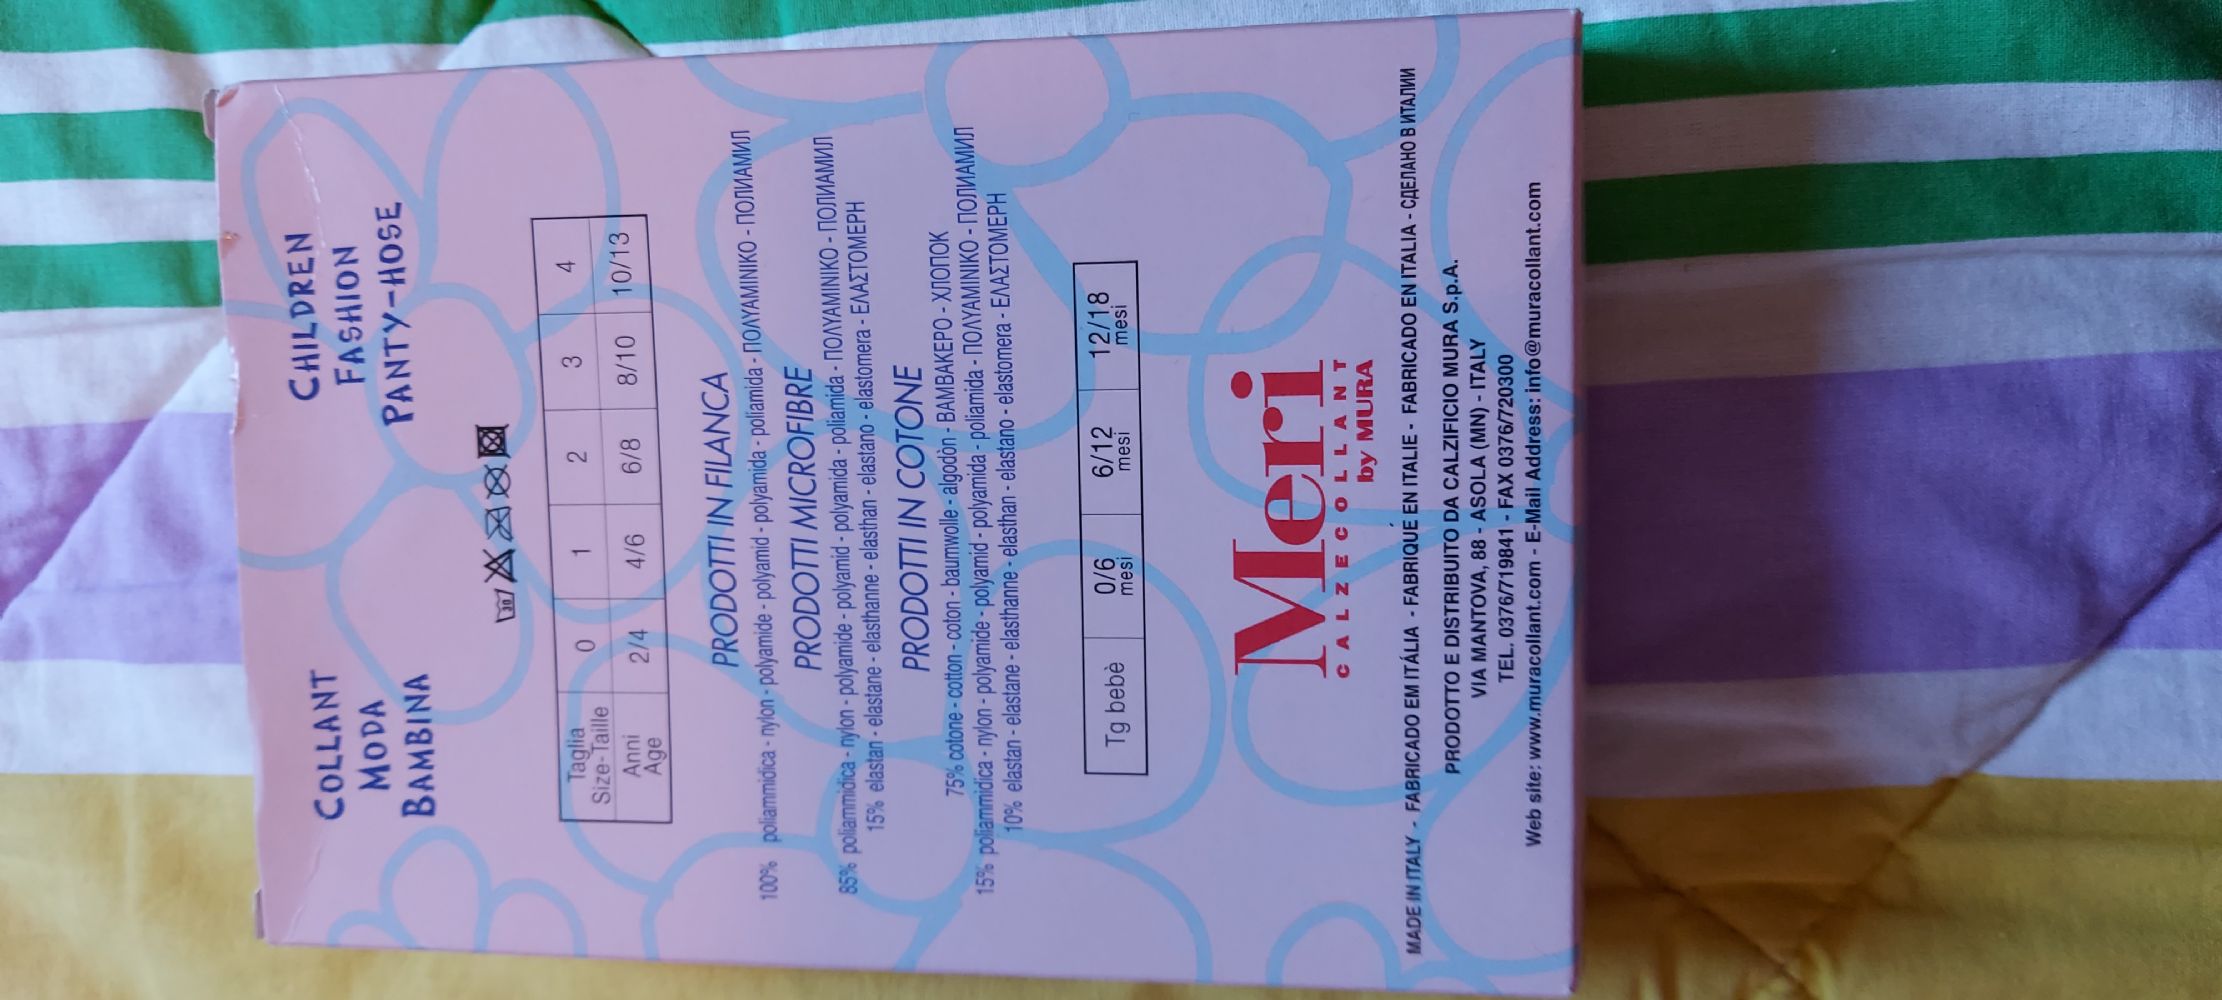 COLLANT
MODA
BAMBINA
CHILDREN
FASHION
PANTY-HOSE
30
Taglia
Size-Taille 0 1 2 3 4
Anni
Age 2/4 4/6 6/8 8/10 10/13
PRODOTTI IN FILANCA
100% poliammidica - nylon - polyamide - polyamid - polyamida - poliamida - ΠΟΛΥΑΜΙΝΙΚΟ - ПОЛИАМИЛ
PRODOTTI MICROFIBRE
85% poliammidica - nylon - polyamide - polyamid - polyamida - poliamida - ΠΟΛΥΑΜΙΝΙΚΟ - ПОЛИАМИЛ
15% elastan - elastane - elasthanne - elasthan - elastano - elastomera - ΕΛΑΣΤΟΜΕΡΗ
PRODOTTI IN COTONE
75% cotone - cotton - coton - baumwolle - algodòn - ΒΑΜΒΑΚΕΡΟ - ХЛОПОК
15% poliammidica - nylon - polyamide - polyamid - polyamida - poliamida - ΠΟΛΥΑΜΙΝΙΚΟ - ПОЛИАМИЛ
10% elastan - elastane - elasthanne - elasthan - elastano - elastomera - ΕΛΑΣΤΟΜΕΡΗ
Tg bebè 0/6 6/12 12/18
mesi mesi mesi
Meri
CALZECOLLANT
by MURA
MADE IN ITALY - FABRICADO EM ITÁLIA - FABRIQUÉ EN ITALIE - FABRICADO EN ITALIA - СДЕЛАНО В ИТАЛИИ
PRODOTTO E DISTRIBUITO DA CALZIFICIO MURA S.p.A.
VIA MANTOVA, 88 - ASOLA (MN) - ITALY
TEL. 0376/719841 - FAX 0376/720300
Web site: www.muracollant.com - E-Mail Address: info@muracollant.com